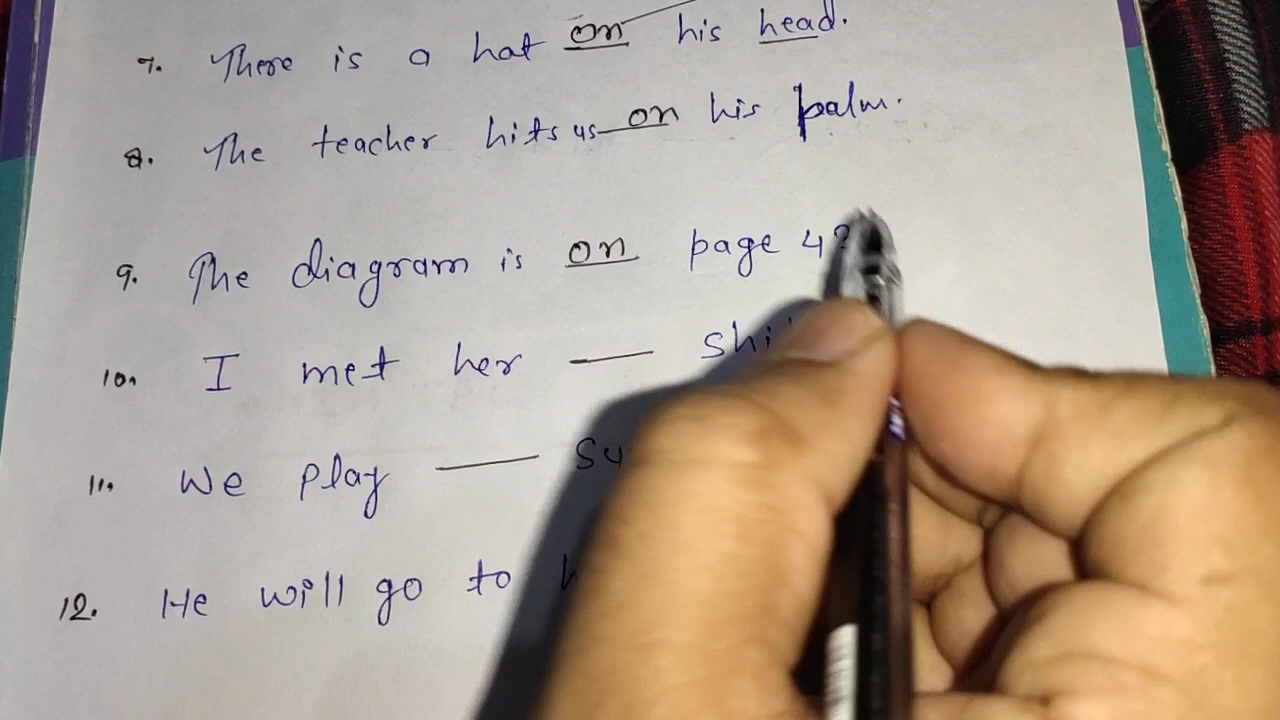 7. There is a hat on his head.
8. The teacher hits us on his palm.
9. The diagram is on page
10. I met her ___
11. We play ___
12. He will go to